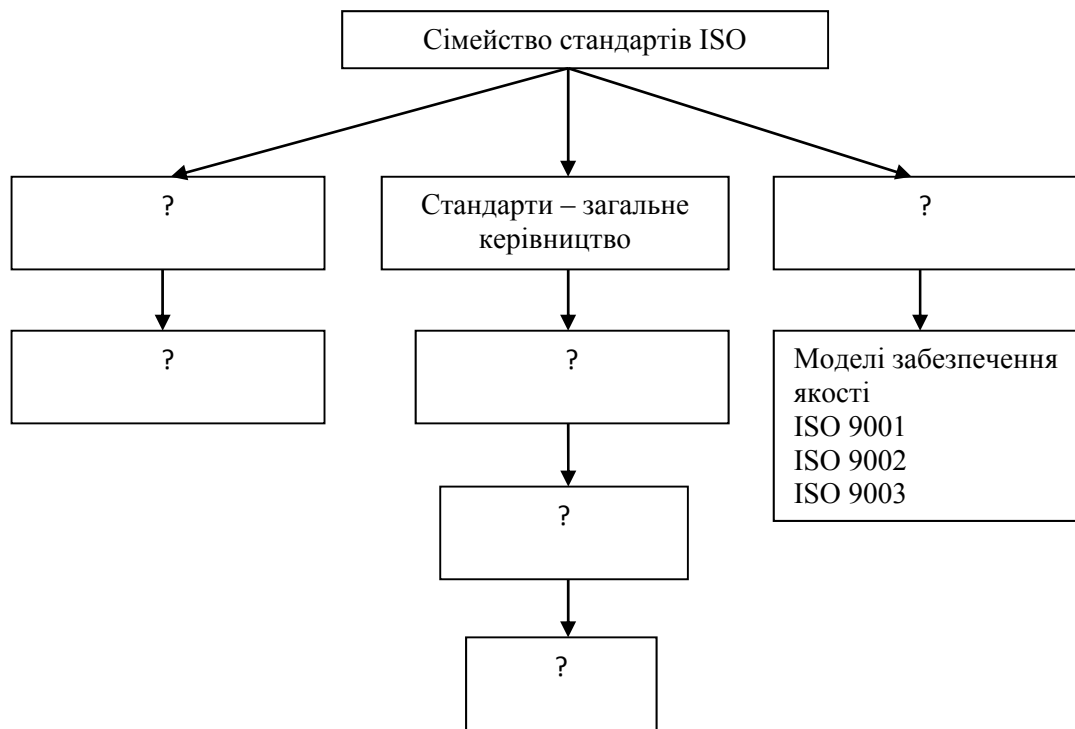 Сімейство стандартів ISO
?
Стандарти – загальне
керівництво
?
?
?
Моделі забезпечення
якості
ISO 9001
ISO 9002
ISO 9003
?
?